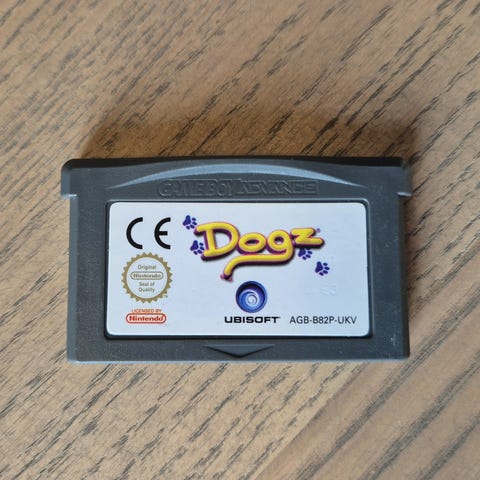 GAME BOY ADVANCE
CE
Dogz
Original
Nintendo
Seal of
Quality
LICENSED BY
Nintendo
UBISOFT
AGB-B82P-UKV